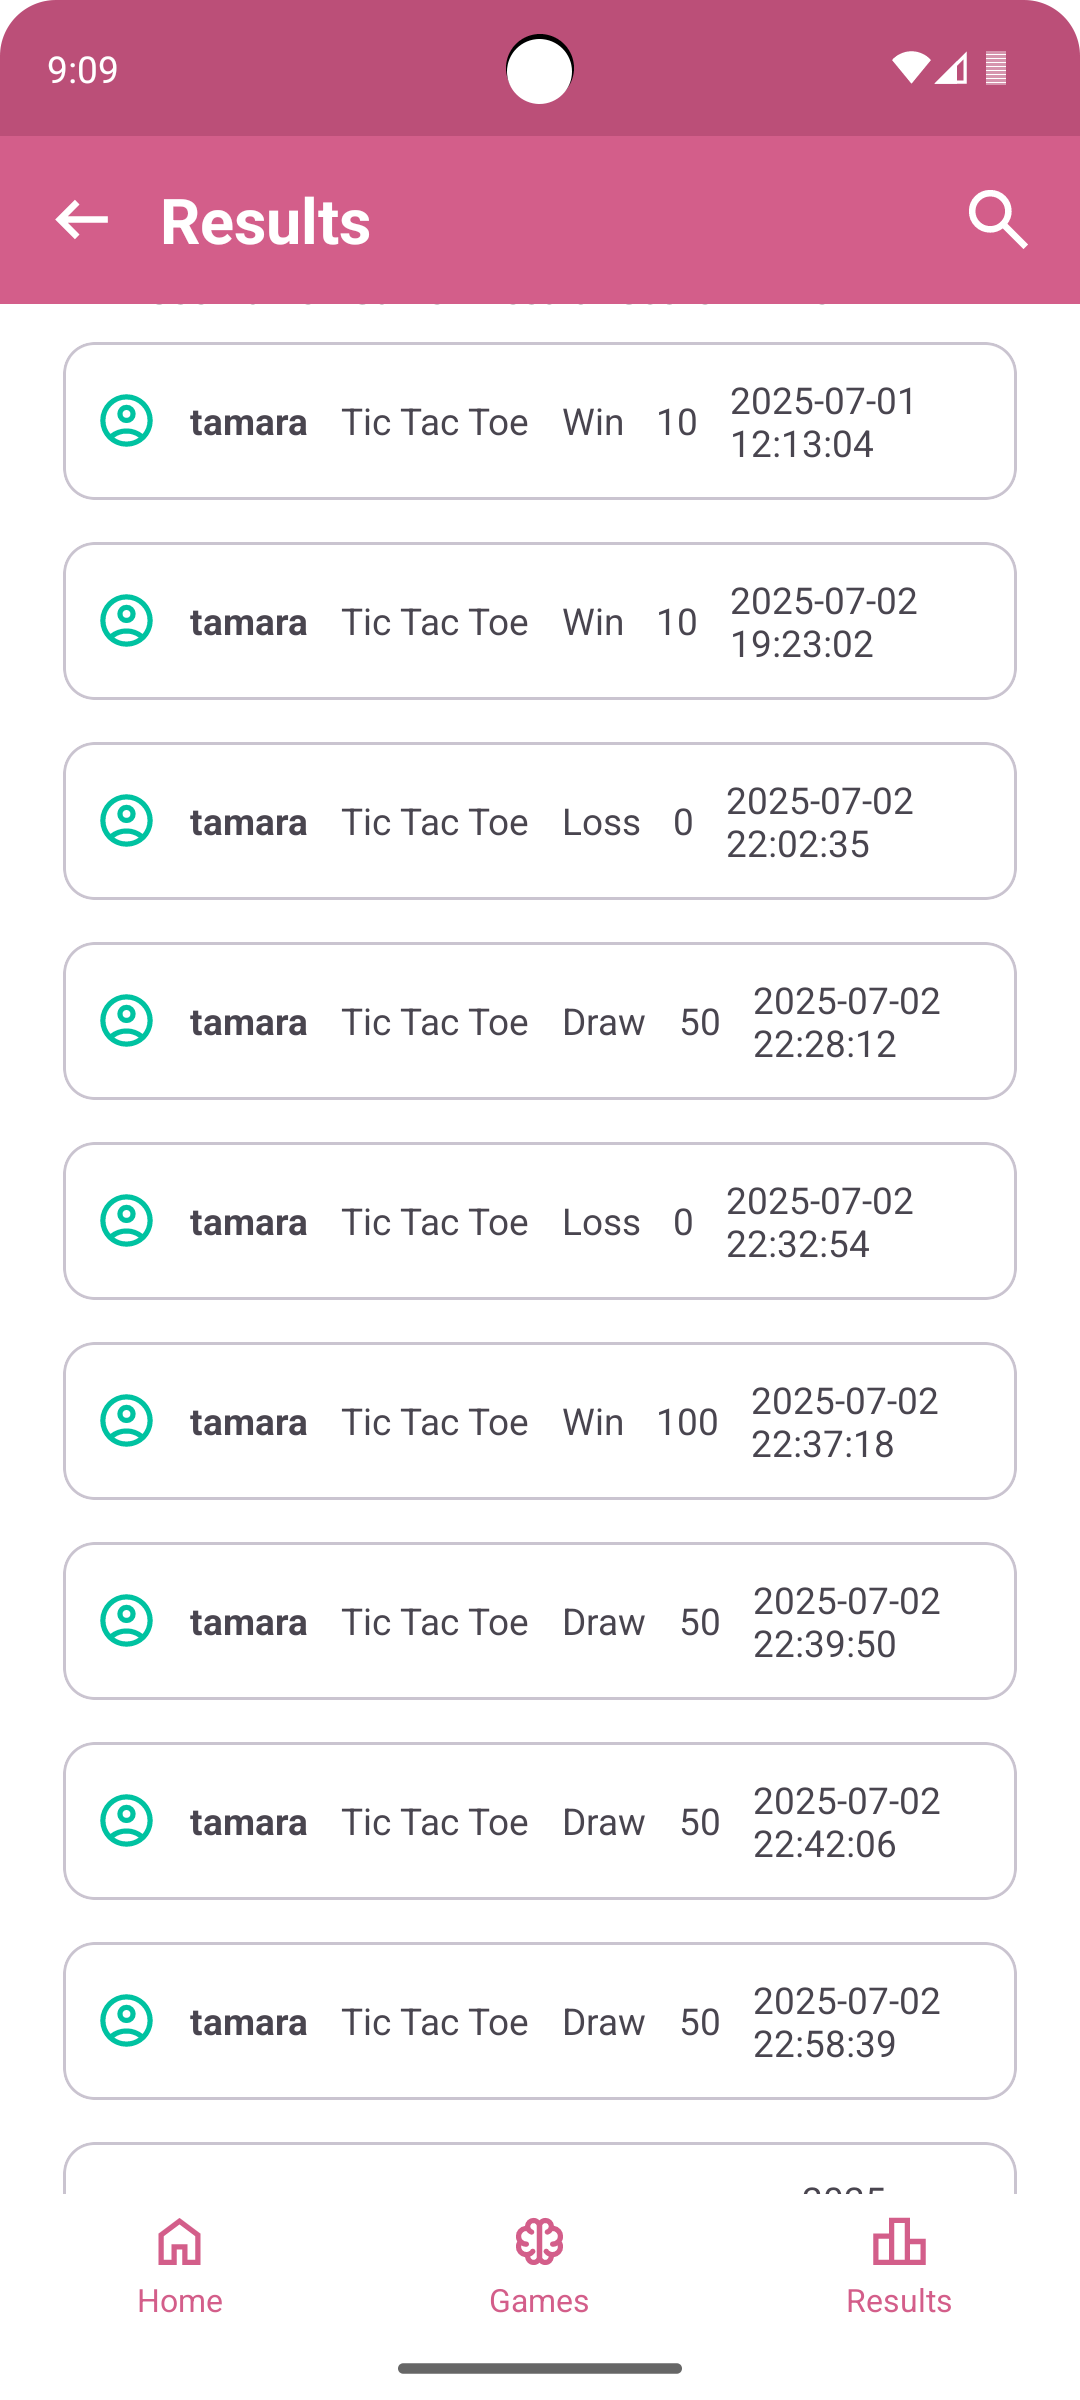 9:09
Results
tamara Tic Tac Toe Win 10 2025-07-01
12:13:04
tamara Tic Tac Toe Win 10 2025-07-02
19:23:02
tamara Tic Tac Toe Loss 0 2025-07-02
22:02:35
tamara Tic Tac Toe Draw 50 2025-07-02
22:28:12
tamara Tic Tac Toe Loss 0 2025-07-02
22:32:54
tamara Tic Tac Toe Win 100 2025-07-02
22:37:18
tamara Tic Tac Toe Draw 50 2025-07-02
22:39:50
tamara Tic Tac Toe Draw 50 2025-07-02
22:42:06
tamara Tic Tac Toe Draw 50 2025-07-02
22:58:39
Home Games Results